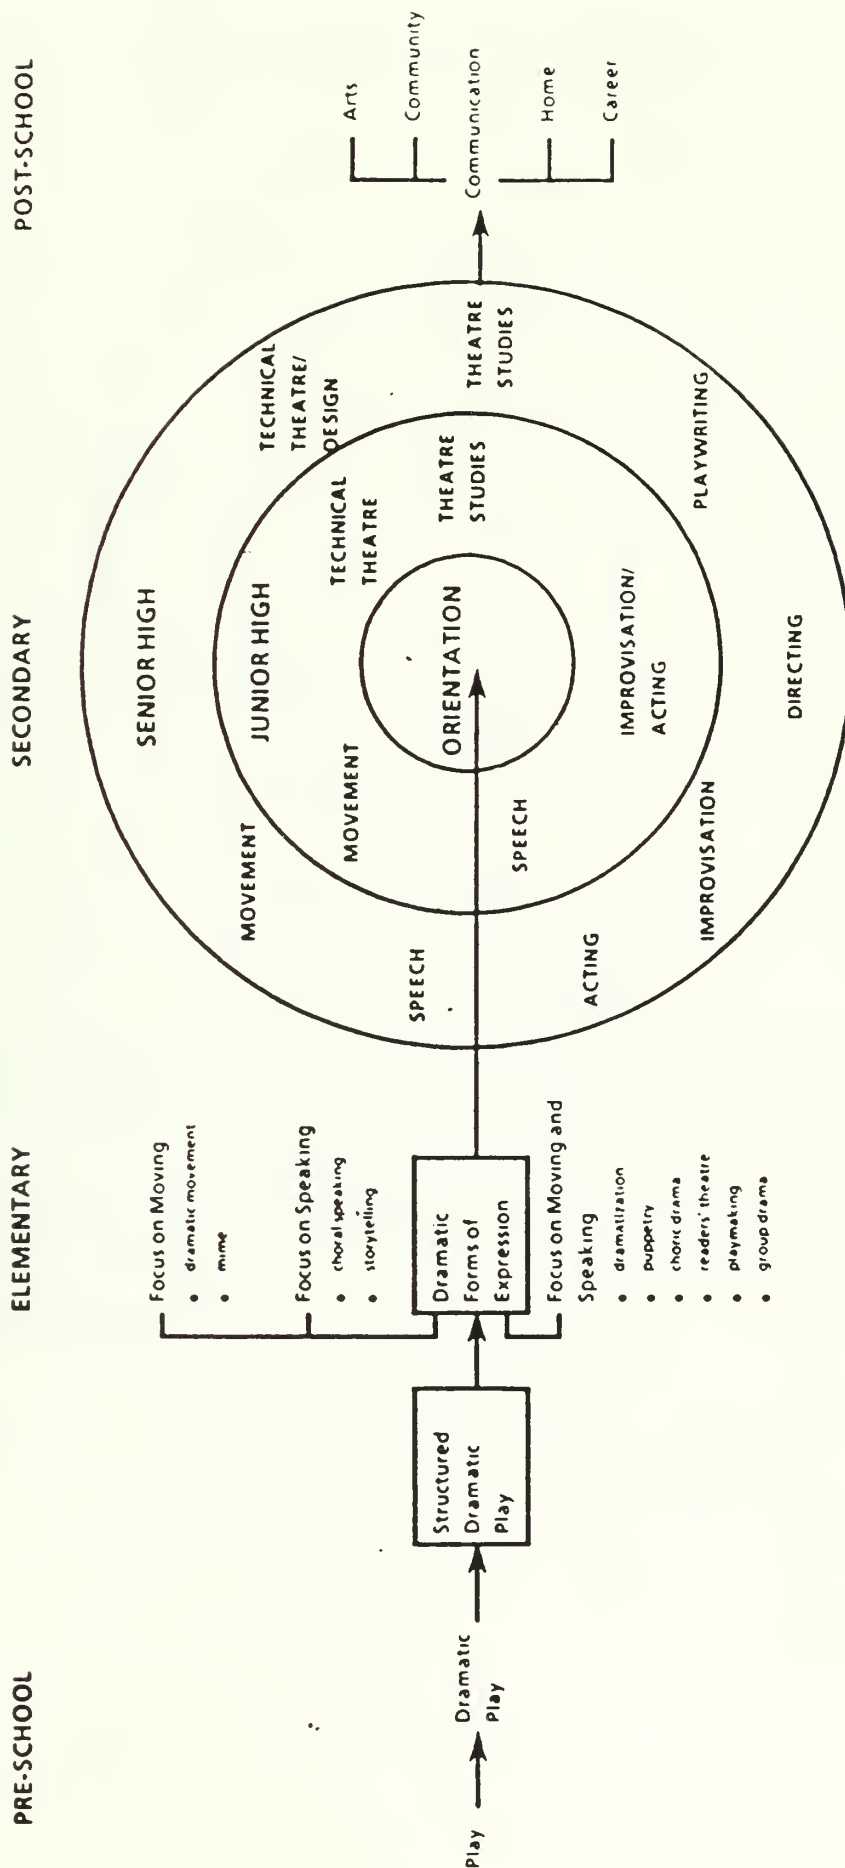 PRE-SCHOOL
ELEMENTARY
SECONDARY
POST-SCHOOL
Play
Dramatic
Play
Structured
Dramatic
Play
Focus on Moving
• dramatic movement
• mime
Focus on Speaking
• choral speaking
• storytelling
Dramatic
Forms of
Expression
Focus on Moving and
Speaking
• dramatization
• puppetry
• choric drama
• readers' theatre
• playmaking
• group drama
SENIOR HIGH
MOVEMENT
SPEECH
ACTING
IMPROVISATION
DIRECTING
PLAYWRITING
THEATRE
STUDIES
TECHNICAL
THEATRE/
DESIGN
JUNIOR HIGH
MOVEMENT
SPEECH
IMPROVISATION/
ACTING
THEATRE
STUDIES
TECHNICAL
THEATRE
ORIENTATION
Arts
Community
Communication
Home
Career